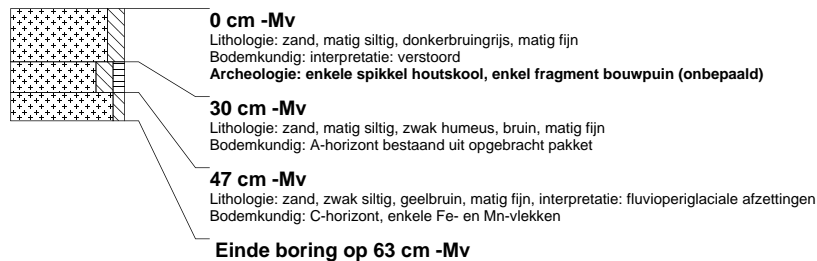 0 cm -Mv
Lithologie: zand, matig siltig, donkerbruingrijs, matig fijn
Bodemkundig: interpretatie: verstoord
Archeologie: enkele spikkel houtskool, enkel fragment bouwpuin (onbepaald)
30 cm -Mv
Lithologie: zand, matig siltig, zwak humeus, bruin, matig fijn
Bodemkundig: A-horizont bestaand uit opgebracht pakket
47 cm -Mv
Lithologie: zand, zwak siltig, geelbruin, matig fijn, interpretatie: fluvioperiglaciale afzettingen
Bodemkundig: C-horizont, enkele Fe- en Mn-vlekken
Einde boring op 63 cm -Mv